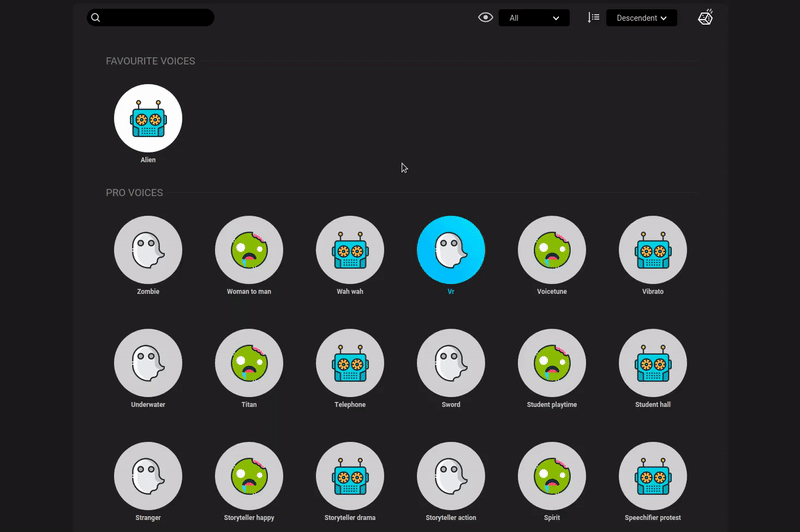 All
Descendent
FAVOURITE VOICES
Alien
PRO VOICES
Zombie
Woman to man
Wah wah
Vr
Voicetune
Vibrato
Underwater
Titan
Telephone
Sword
Student playtime
Student hall
Stranger
Storyteller happy
Storyteller drama
Storyteller action
Spirit
Speechifier protest